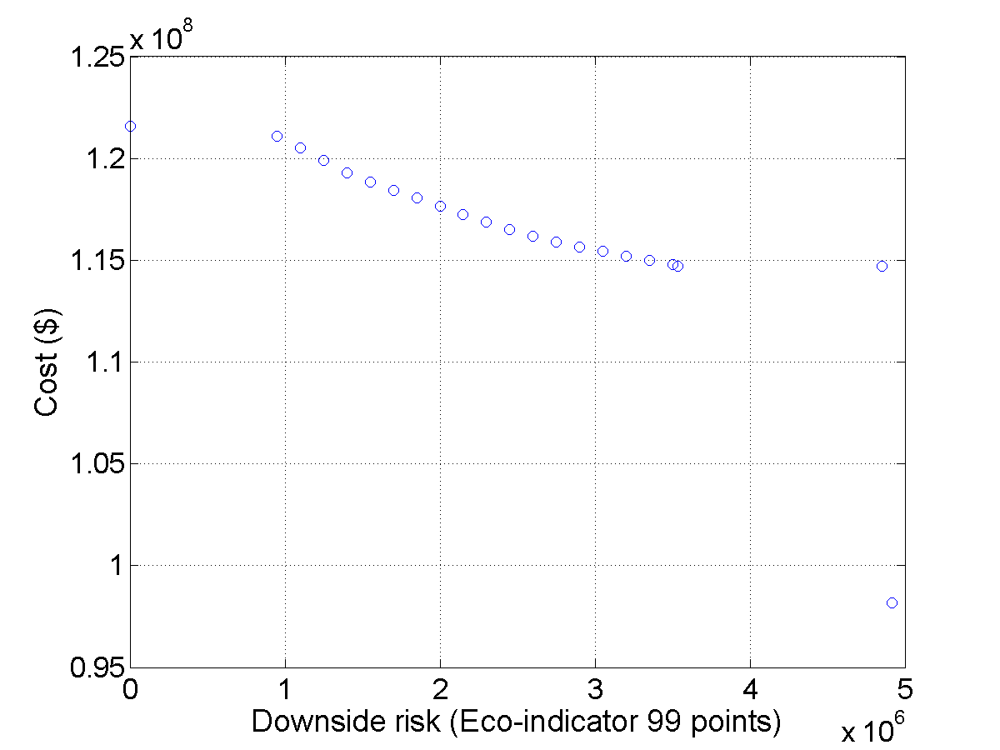 x 10^8
1.25
1.2
1.15
1.1
1.05
1
0.95
Cost ($)
0 1 2 3 4 5
Downside risk (Eco-indicator 99 points)
x 10^6